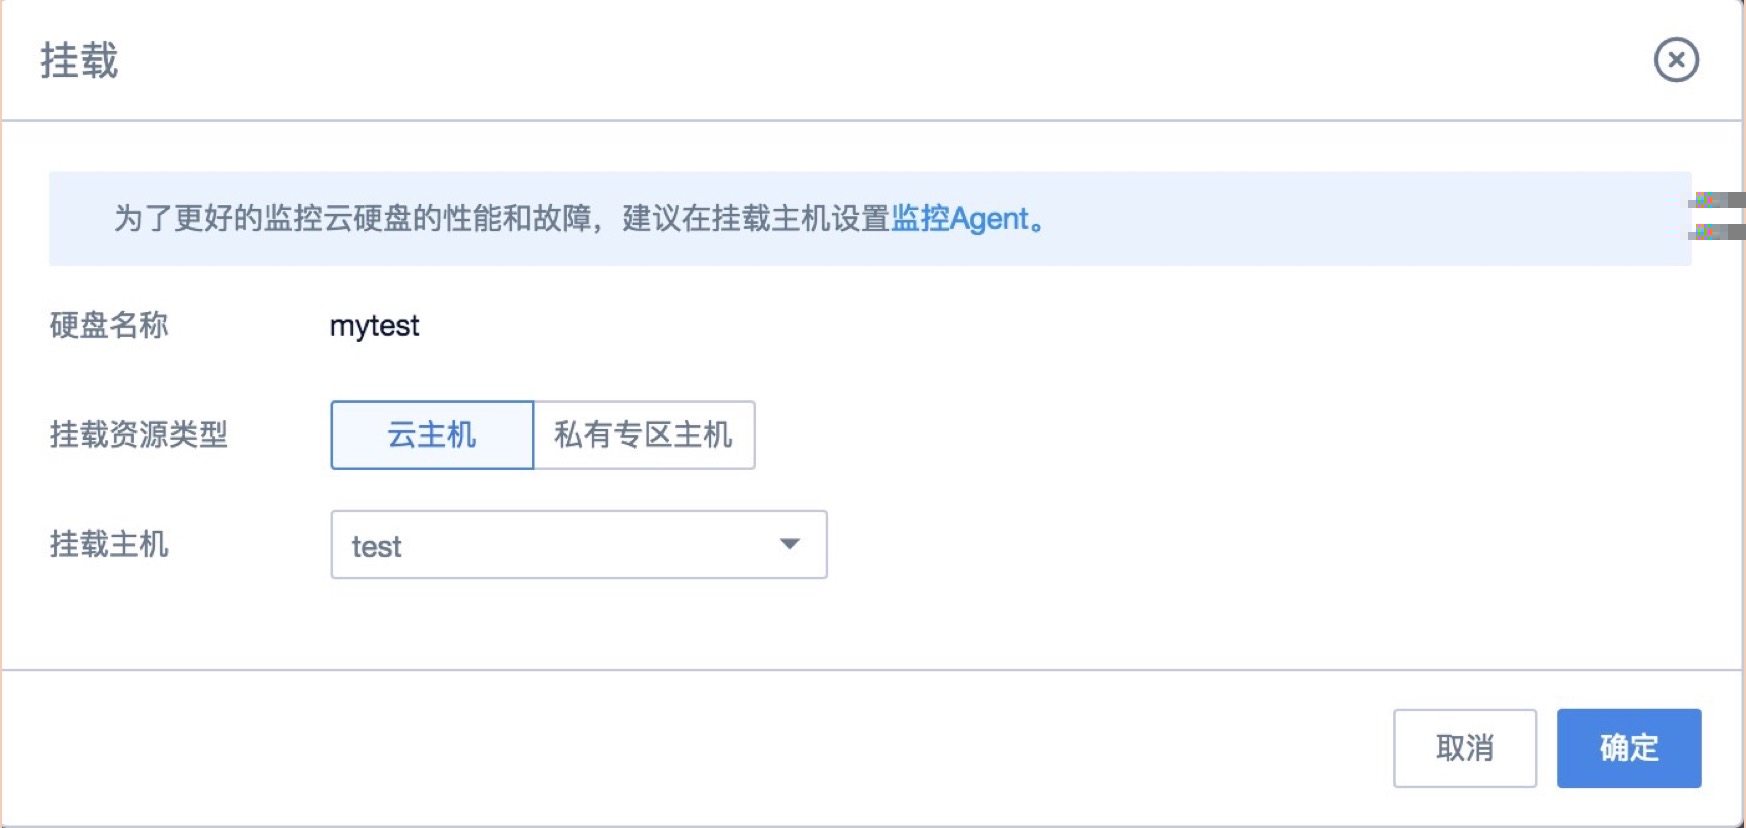 挂载
为了更好的监控云硬盘的性能和故障，建议在挂载主机设置监控Agent。
硬盘名称 mytest
挂载资源类型 云主机 私有专区主机
挂载主机 test
取消 确定